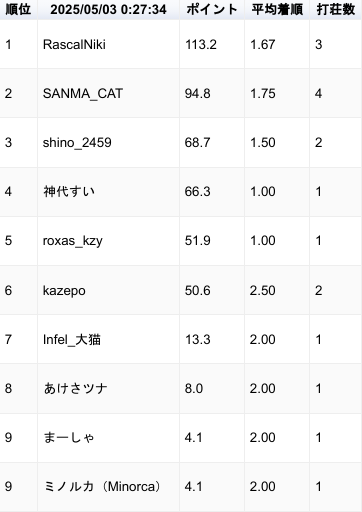 順位 2025/05/03 0:27:34 ポイント 平均着順 打荘数
1 RascalNiki 113.2 1.67 3
2 SANMA_CAT 94.8 1.75 4
3 shino_2459 68.7 1.50 2
4 神代すい 66.3 1.00 1
5 roxas_kzy 51.9 1.00 1
6 kazepo 50.6 2.50 2
7 Infel_大猫 13.3 2.00 1
8 あけさツナ 8.0 2.00 1
9 まーしゃ 4.1 2.00 1
9 ミノルカ（Minorca） 4.1 2.00 1